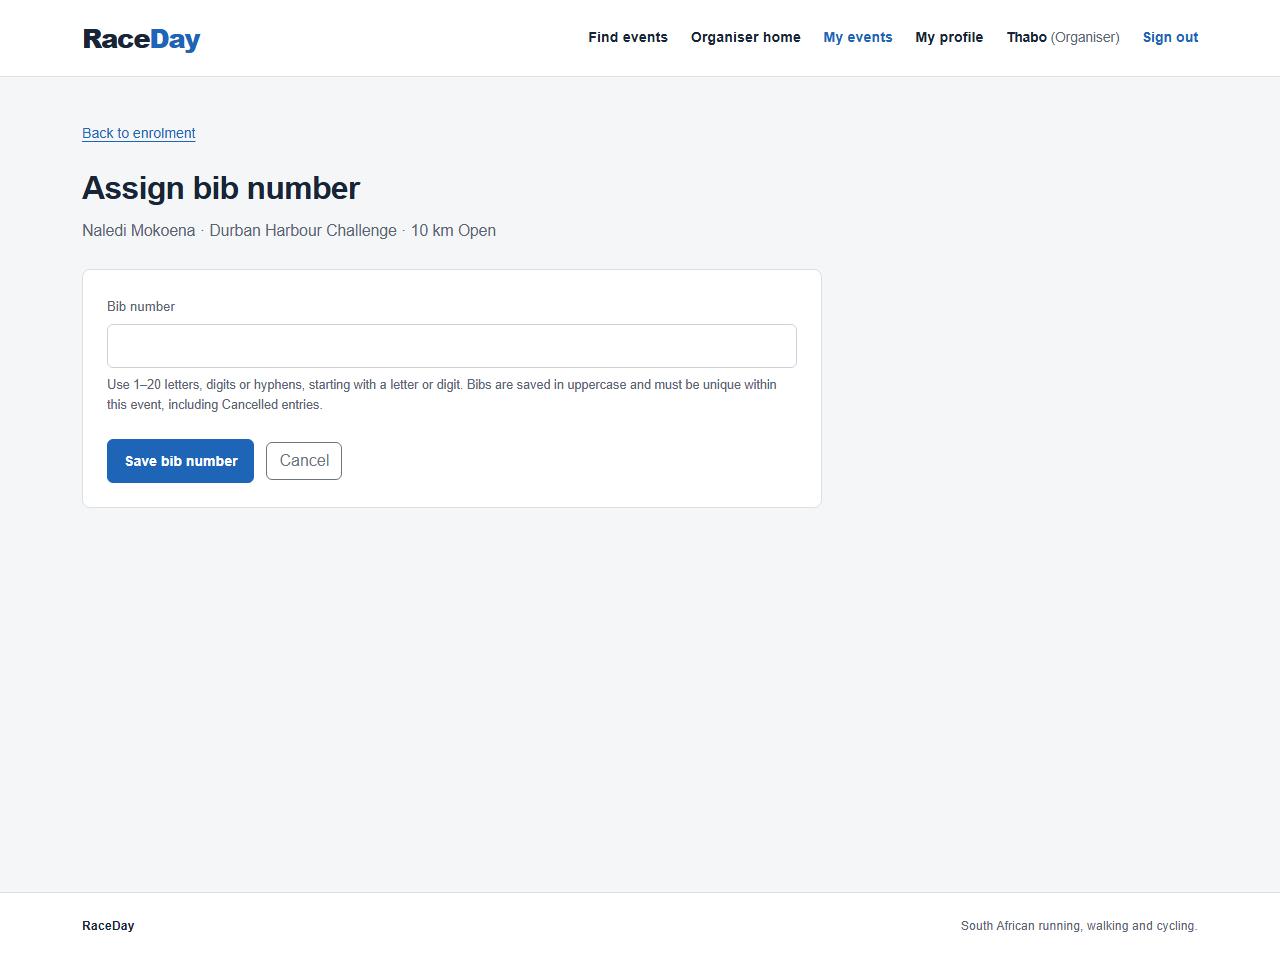 RaceDay
Find events
Organiser home
My events
My profile
Thabo (Organiser)
Sign out
Back to enrolment
Assign bib number
Naledi Mokoena · Durban Harbour Challenge · 10 km Open
Bib number
Use 1–20 letters, digits or hyphens, starting with a letter or digit. Bibs are saved in uppercase and must be unique within
this event, including Cancelled entries.
Save bib number
Cancel
RaceDay
South African running, walking and cycling.